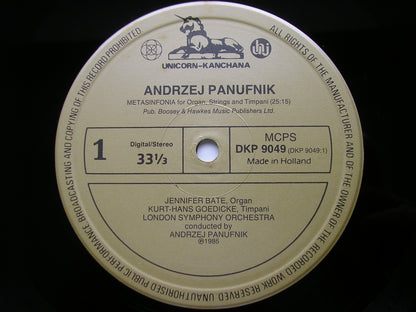 UNICORN-KANCHANA
ANDRZEJ PANUFNIK
METASINFONIA for Organ, Strings and Timpani (25:15)
Pub. Boosey & Hawkes Music Publishers Ltd.
1
Digital/Stereo
33⅓
MCPS
DKP 9049 (DKP 9049:1)
Made in Holland
JENNIFER BATE, Organ
KURT-HANS GOEDICKE, Timpani
LONDON SYMPHONY ORCHESTRA
conducted by
ANDRZEJ PANUFNIK
℗1985
ALL RIGHTS OF THE MANUFACTURER AND OF THE OWNER OF THE RECORDED WORK RESERVED UNAUTHORISED PUBLIC PERFORMANCE BROADCASTING AND COPYING OF THIS RECORD PROHIBITED